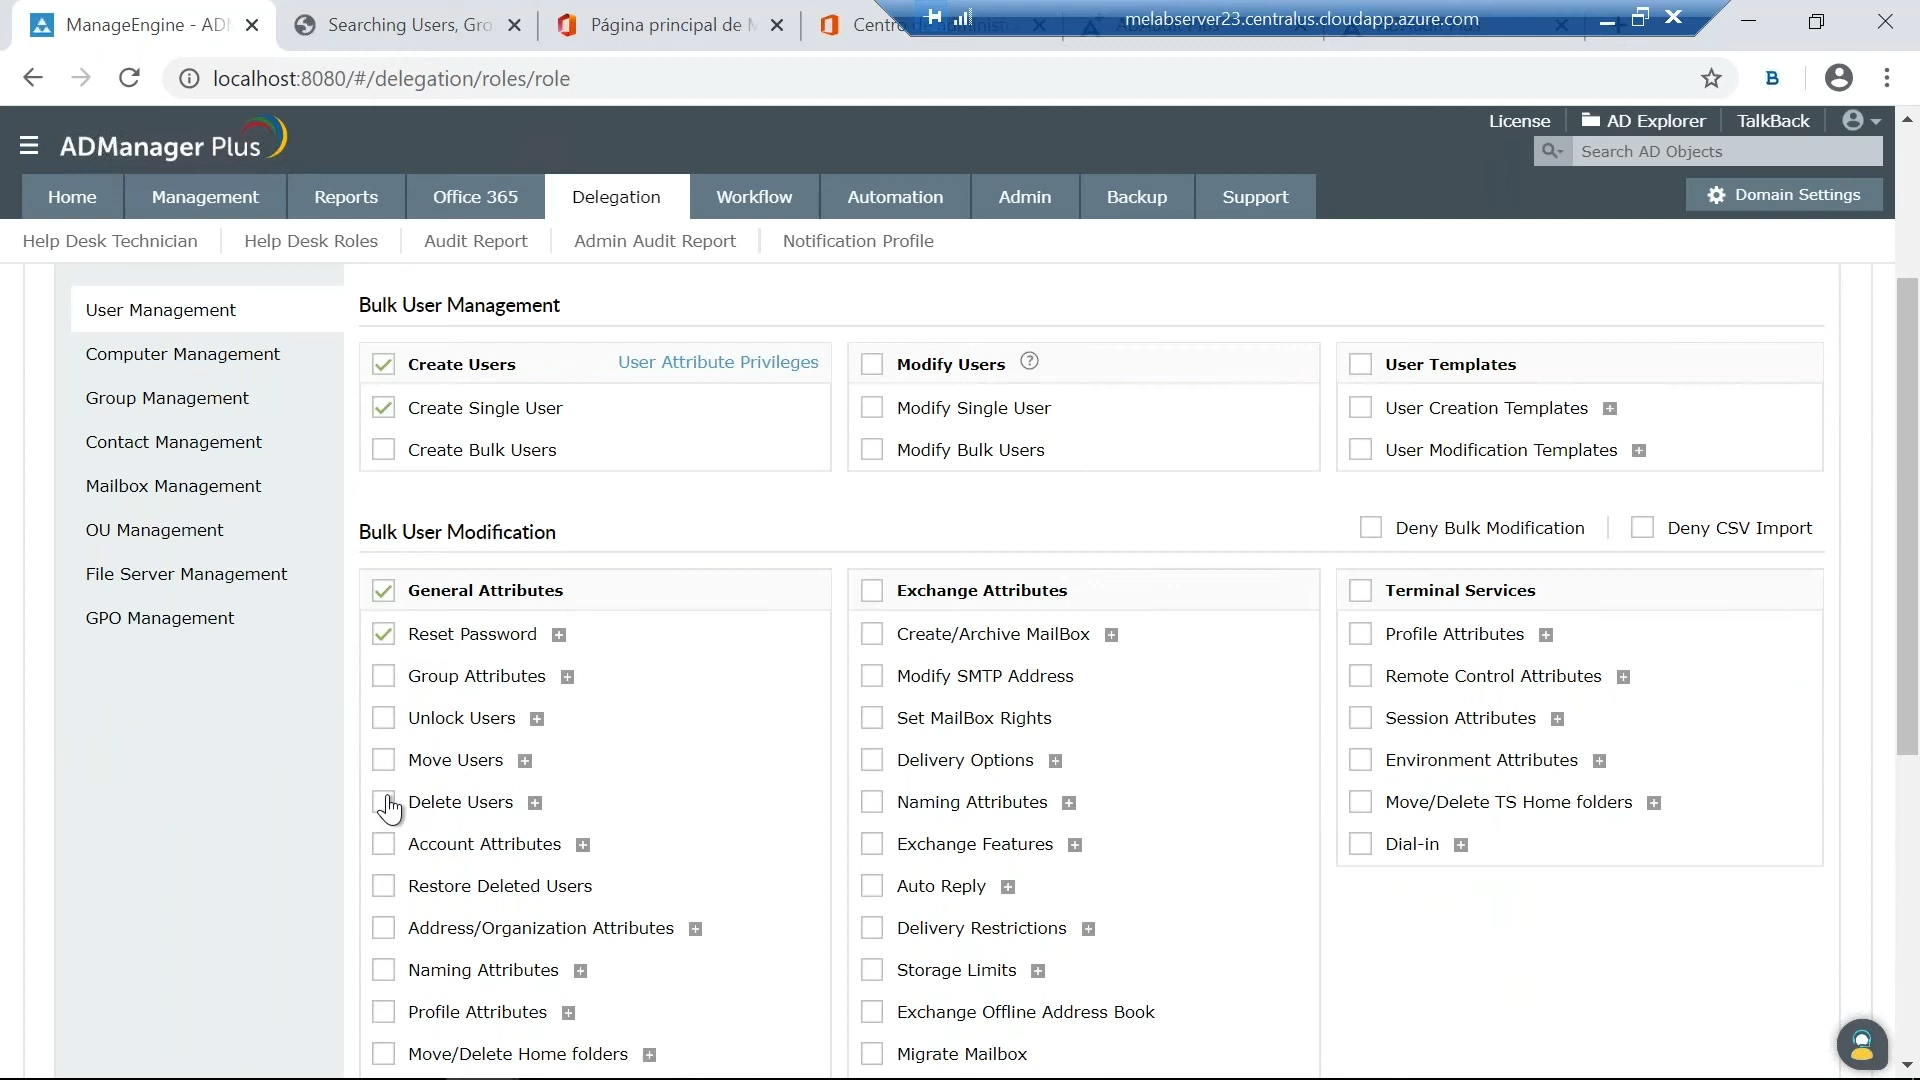 ManageEngine - AD
Searching Users, Gro
Página principal de M
Centro de administ
melabserver23.centralus.cloudapp.azure.com
localhost:8080/#/delegation/roles/role
ADManager Plus
License
AD Explorer
TalkBack
Search AD Objects
Home
Management
Reports
Office 365
Delegation
Workflow
Automation
Admin
Backup
Support
Domain Settings
Help Desk Technician
Help Desk Roles
Audit Report
Admin Audit Report
Notification Profile
User Management
Computer Management
Group Management
Contact Management
Mailbox Management
OU Management
File Server Management
GPO Management
Bulk User Management
Create Users
User Attribute Privileges
Create Single User
Create Bulk Users
Modify Users
Modify Single User
Modify Bulk Users
User Templates
User Creation Templates
User Modification Templates
Bulk User Modification
Deny Bulk Modification
Deny CSV Import
General Attributes
Reset Password
Group Attributes
Unlock Users
Move Users
Delete Users
Account Attributes
Restore Deleted Users
Address/Organization Attributes
Naming Attributes
Profile Attributes
Move/Delete Home folders
Exchange Attributes
Create/Archive MailBox
Modify SMTP Address
Set MailBox Rights
Delivery Options
Naming Attributes
Exchange Features
Auto Reply
Delivery Restrictions
Storage Limits
Exchange Offline Address Book
Migrate Mailbox
Terminal Services
Profile Attributes
Remote Control Attributes
Session Attributes
Environment Attributes
Move/Delete TS Home folders
Dial-in